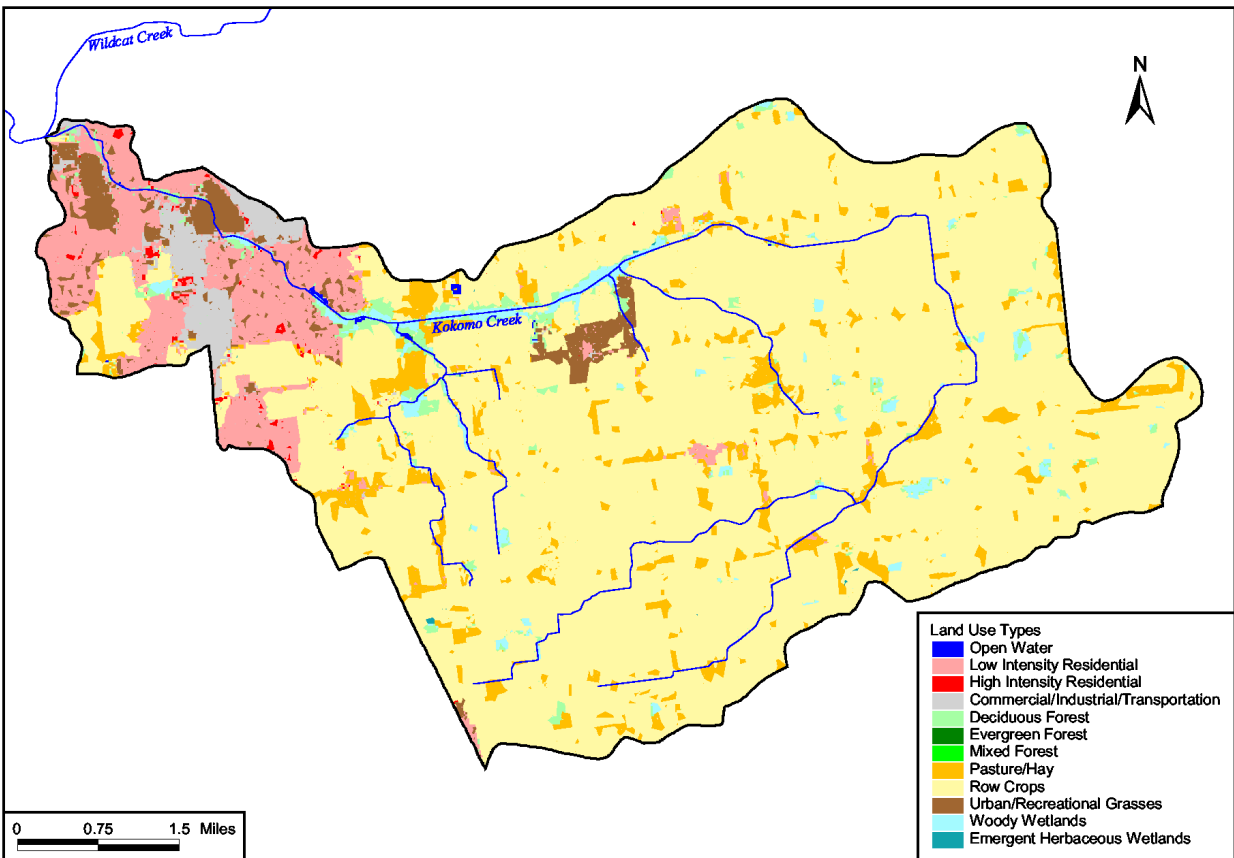 Wildcat Creek
N
Kokomo Creek
Land Use Types
Open Water
Low Intensity Residential
High Intensity Residential
Commercial/Industrial/Transportation
Deciduous Forest
Evergreen Forest
Mixed Forest
Pasture/Hay
Row Crops
Urban/Recreational Grasses
Woody Wetlands
Emergent Herbaceous Wetlands
0 0.75 1.5 Miles